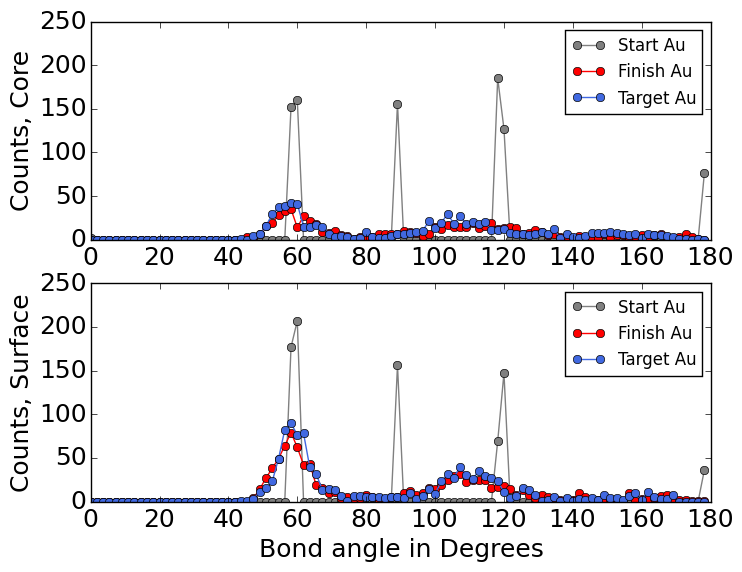 Counts, Core
250
200
150
100
50
0
Start Au
Finish Au
Target Au
0 20 40 60 80 100 120 140 160 180
Counts, Surface
250
200
150
100
50
0
Start Au
Finish Au
Target Au
0 20 40 60 80 100 120 140 160 180
Bond angle in Degrees